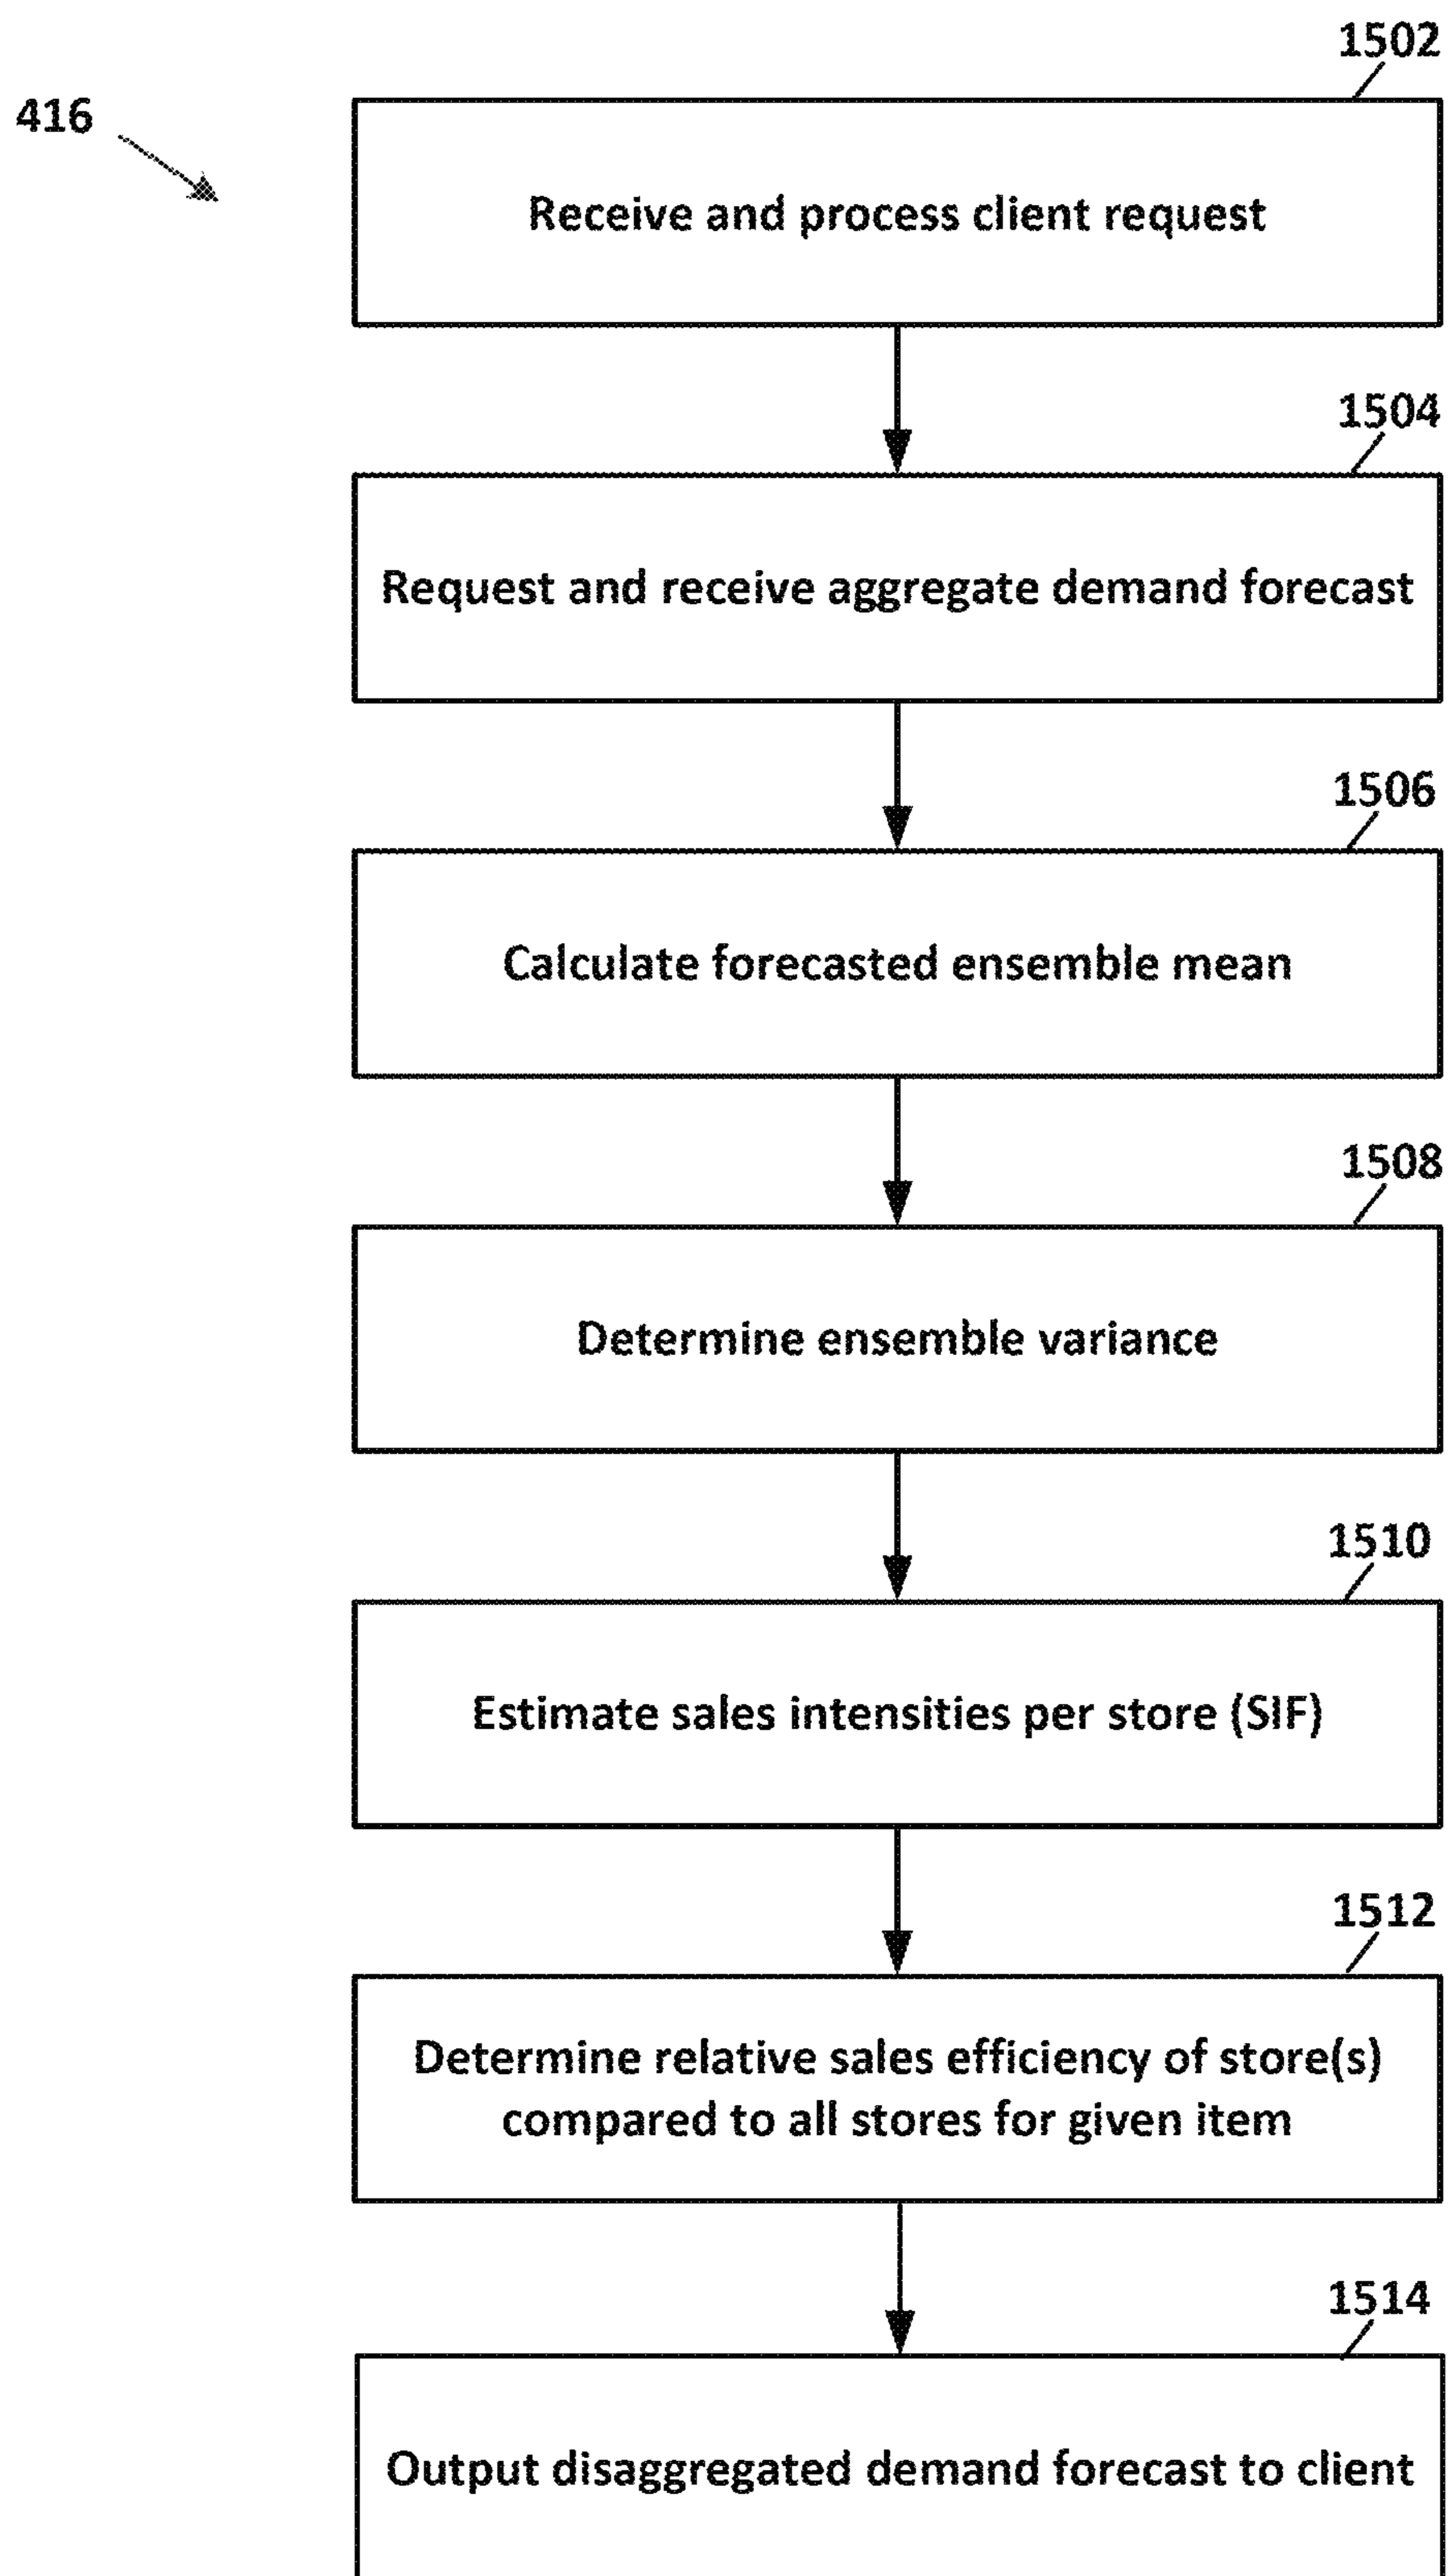 1502
416
Receive and process client request
1504
Request and receive aggregate demand forecast
1506
Calculate forecasted ensemble mean
1508
Determine ensemble variance
1510
Estimate sales intensities per store (SIF)
1512
Determine relative sales efficiency of store(s)
compared to all stores for given item
1514
Output disaggregated demand forecast to client